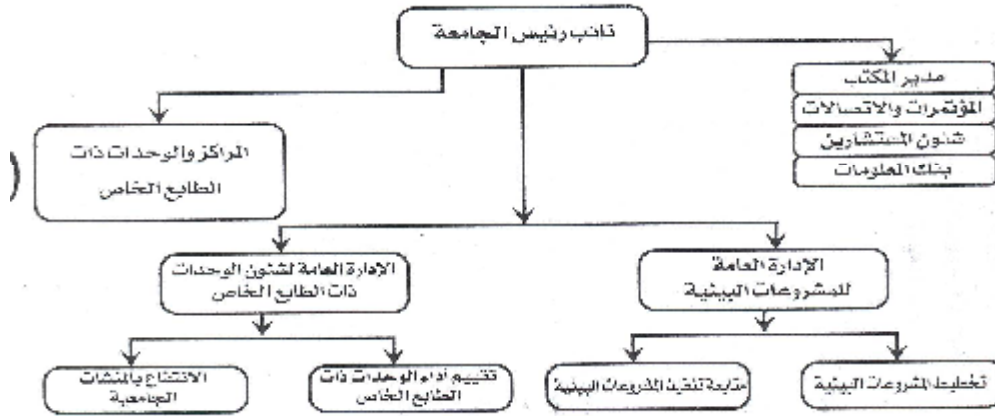 نائب رئيس الجامعة
مدير المكتب
المؤتمرات والاتصالات
شئون المستشارين
بنك المعلومات
المراكز والوحدات ذات
الطابع الخاص
الإدارة العامة
للمشروعات البيئية
الإدارة العامة لشئون الوحدات
ذات الطابع الخاص
تخطيط المشروعات البيئية
متابعة تنفيذ المشروعات البيئية
تقييم أداء الوحدات ذات
الطابع الخاص
الانتفاع بالمنشات
الجامعية